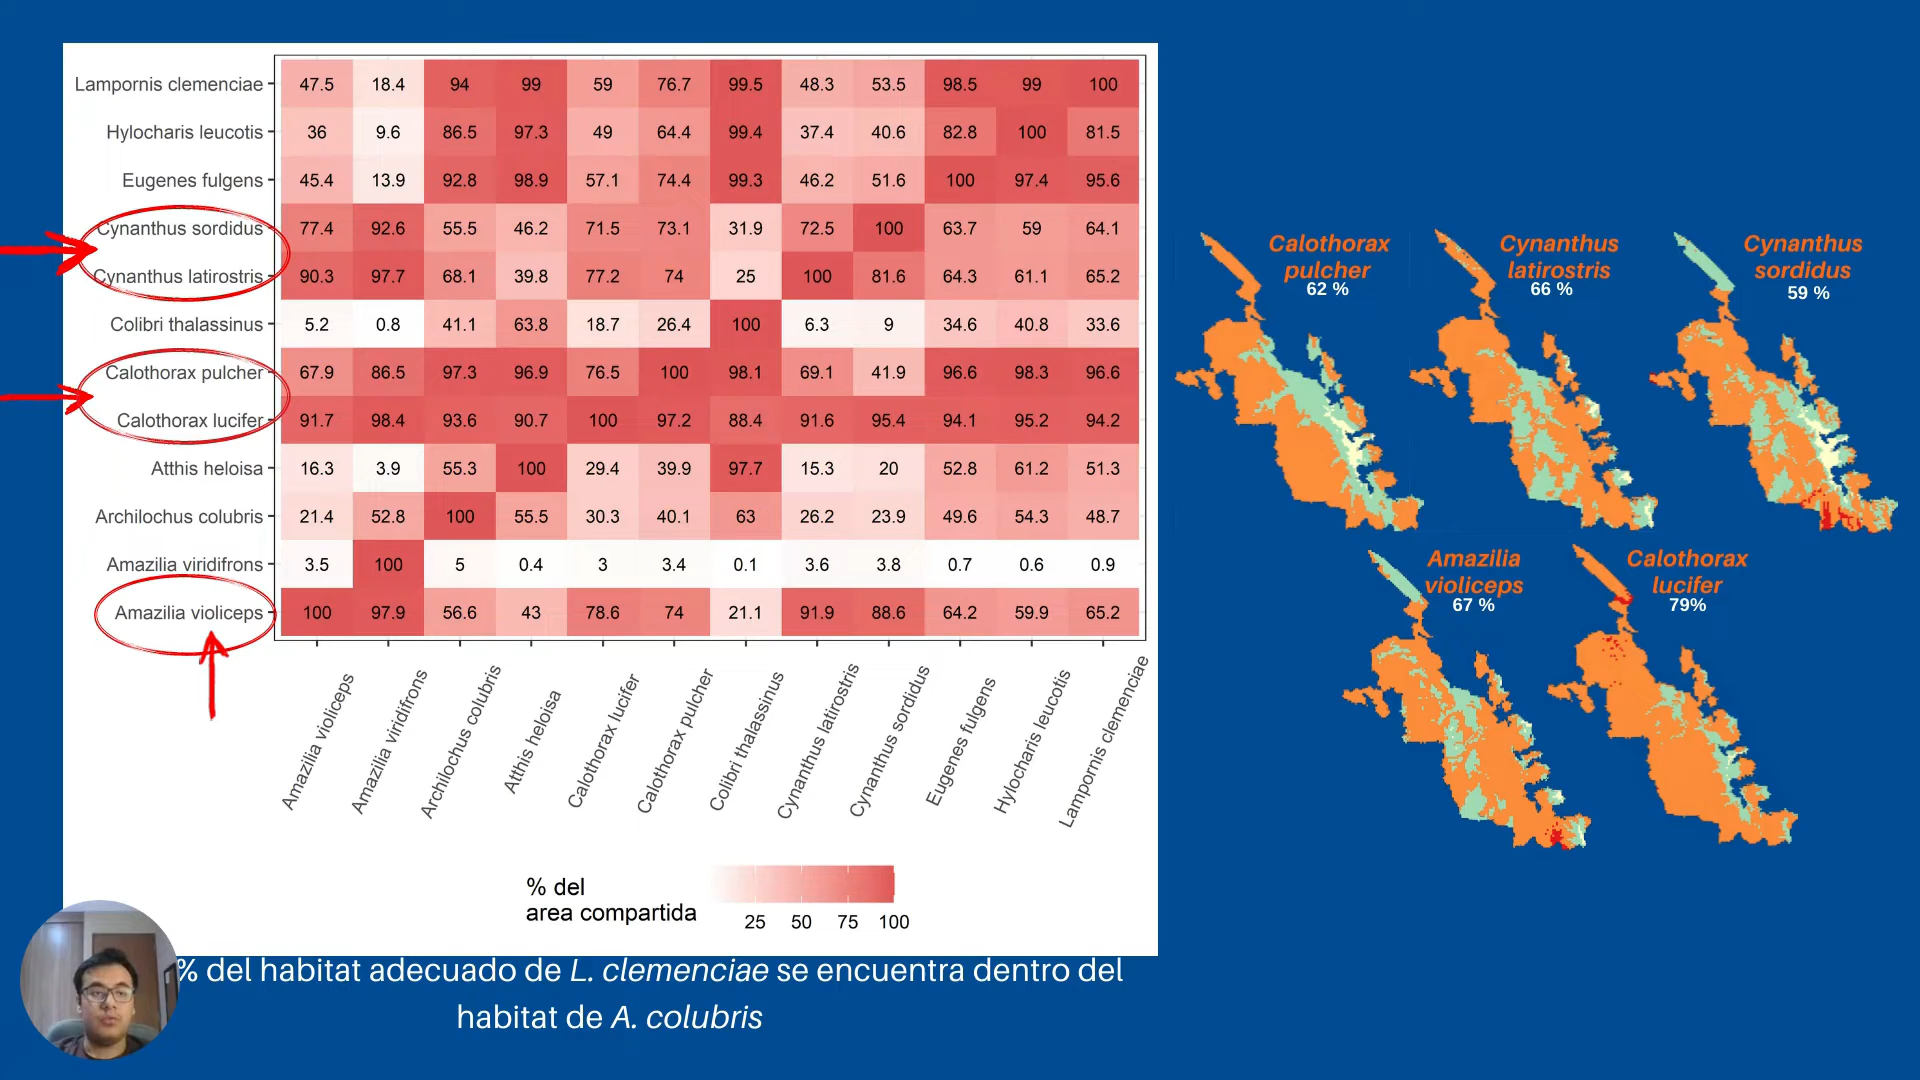 Lampornis clemenciae 47.5 18.4 94 99 59 76.7 99.5 48.3 53.5 98.5 99 100
Hylocharis leucotis 36 9.6 86.5 97.3 49 64.4 99.4 37.4 40.6 82.8 100 81.5
Eugenes fulgens 45.4 13.9 92.8 98.9 57.1 74.4 99.3 46.2 51.6 100 97.4 95.6
Cynanthus sordidus 77.4 92.6 55.5 46.2 71.5 73.1 31.9 72.5 100 63.7 59 64.1
Cynanthus latirostris 90.3 97.7 68.1 39.8 77.2 74 25 100 81.6 64.3 61.1 65.2
Colibri thalassinus 5.2 0.8 41.1 63.8 18.7 26.4 100 6.3 9 34.6 40.8 33.6
Calothorax pulcher 67.9 86.5 97.3 96.9 76.5 100 98.1 69.1 41.9 96.6 98.3 96.6
Calothorax lucifer 91.7 98.4 93.6 90.7 100 97.2 88.4 91.6 95.4 94.1 95.2 94.2
Atthis heloisa 16.3 3.9 55.3 100 29.4 39.9 97.7 15.3 20 52.8 61.2 51.3
Archilochus colubris 21.4 52.8 100 55.5 30.3 40.1 63 26.2 23.9 49.6 54.3 48.7
Amazilia viridifrons 3.5 100 5 0.4 3 3.4 0.1 3.6 3.8 0.7 0.6 0.9
Amazilia violiceps 100 97.9 56.6 43 78.6 74 21.1 91.9 88.6 64.2 59.9 65.2
Amazilia violiceps
Amazilia viridifrons
Archilochus colubris
Atthis heloisa
Calothorax lucifer
Calothorax pulcher
Colibri thalassinus
Cynanthus latirostris
Cynanthus sordidus
Eugenes fulgens
Hylocharis leucotis
Lampornis clemenciae
% del
area compartida
25 50 75 100
% del habitat adecuado de L. clemenciae se encuentra dentro del
habitat de A. colubris
Calothorax
pulcher
62 %
Cynanthus
latirostris
66 %
Cynanthus
sordidus
59 %
Amazilia
violiceps
67 %
Calothorax
lucifer
79%